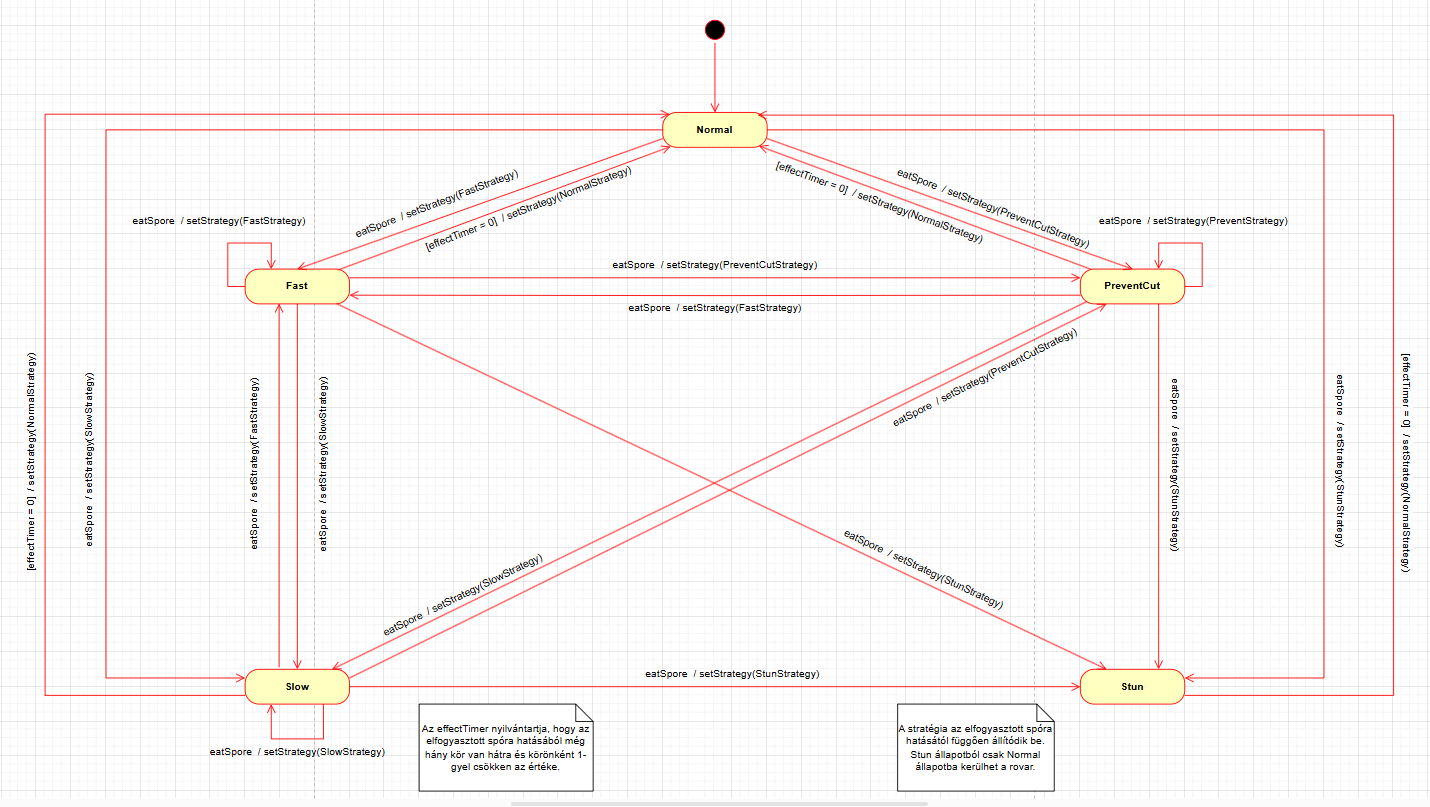 Normal
eatSpore / setStrategy(FastStrategy)
[effectTimer = 0] / setStrategy(NormalStrategy)
[effectTimer = 0] / setStrategy(NormalStrategy)
eatSpore / setStrategy(PreventCutStrategy)
eatSpore / setStrategy(FastStrategy)
eatSpore / setStrategy(PreventStrategy)
Fast
eatSpore / setStrategy(PreventCutStrategy)
eatSpore / setStrategy(FastStrategy)
PreventCut
[effectTimer = 0] / setStrategy(NormalStrategy)
eatSpore / setStrategy(SlowStrategy)
eatSpore / setStrategy(FastStrategy)
eatSpore / setStrategy(SlowStrategy)
eatSpore / setStrategy(PreventCutStrategy)
eatSpore / setStrategy(StunStrategy)
eatSpore / setStrategy(StunStrategy)
[effectTimer = 0] / setStrategy(NormalStrategy)
eatSpore / setStrategy(SlowStrategy)
eatSpore / setStrategy(StunStrategy)
Slow
eatSpore / setStrategy(StunStrategy)
Stun
eatSpore / setStrategy(SlowStrategy)
Az effectTimer nyilvántartja, hogy az
elfogyasztott spóra hatásából még
hány kör van hátra és körönként 1-
gyel csökken az értéke.
A stratégia az elfogyasztott spóra
hatásától függően állítódik be.
Stun állapotból csak Normal
állapotba kerülhet a rovar.